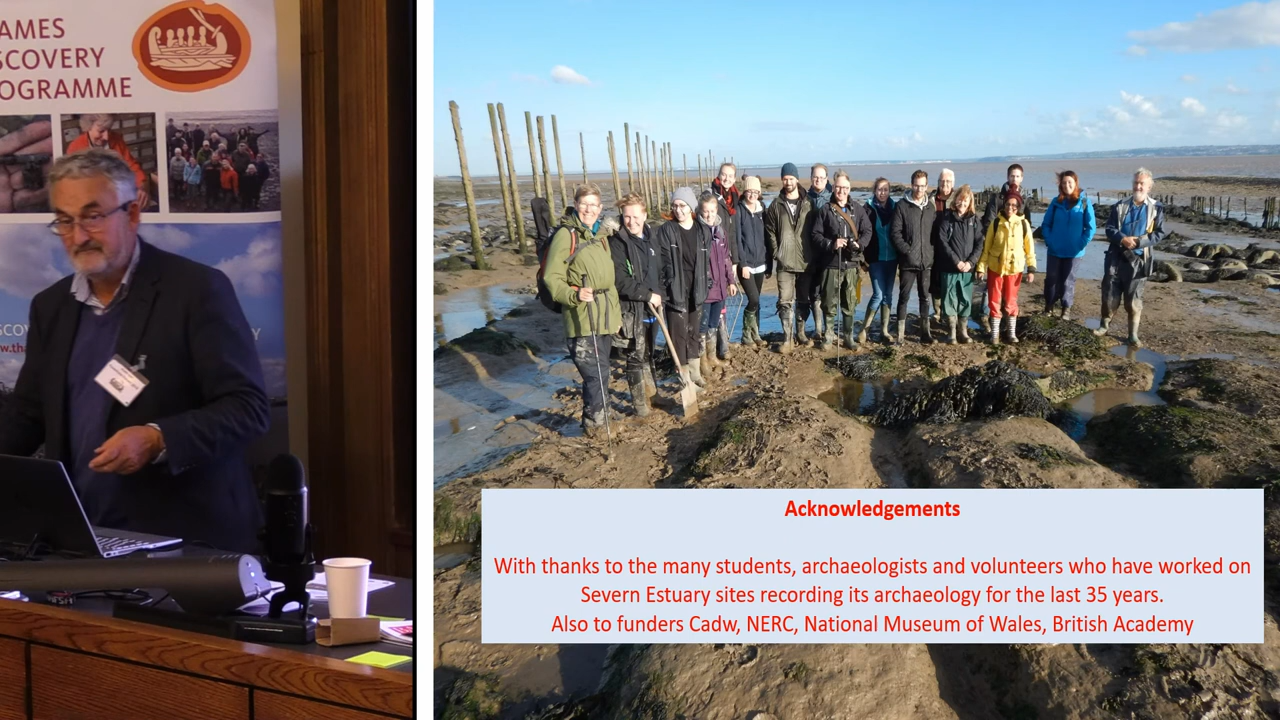 AMES
SCOVERY
OGRAMME
Acknowledgements
With thanks to the many students, archaeologists and volunteers who have worked on
Severn Estuary sites recording its archaeology for the last 35 years.
Also to funders Cadw, NERC, National Museum of Wales, British Academy